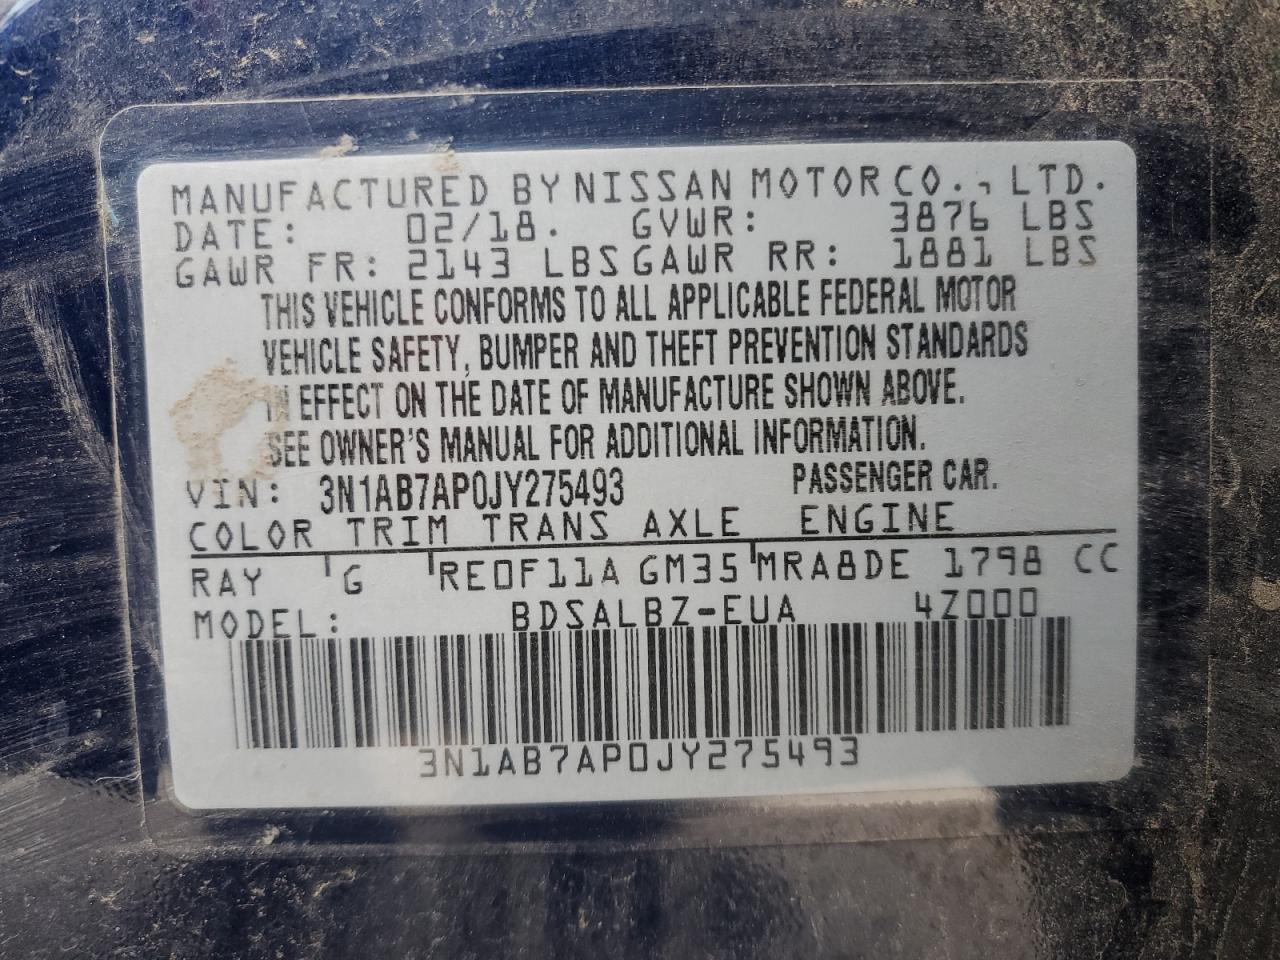 MANUFACTURED BY NISSAN MOTOR CO., LTD.
DATE: 02/18. GVWR: 3876 LBS
GAWR FR: 2143 LBS GAWR RR: 1881 LBS
THIS VEHICLE CONFORMS TO ALL APPLICABLE FEDERAL MOTOR
VEHICLE SAFETY, BUMPER AND THEFT PREVENTION STANDARDS
IN EFFECT ON THE DATE OF MANUFACTURE SHOWN ABOVE.
SEE OWNER'S MANUAL FOR ADDITIONAL INFORMATION.
VIN: 3N1AB7AP0JY275493 PASSENGER CAR.
COLOR TRIM TRANS AXLE ENGINE
RAY G RE0F11A GM35 MRA8DE 1798 CC
MODEL: BDSALBZ-EUA 4Z000
3N1AB7AP0JY275493